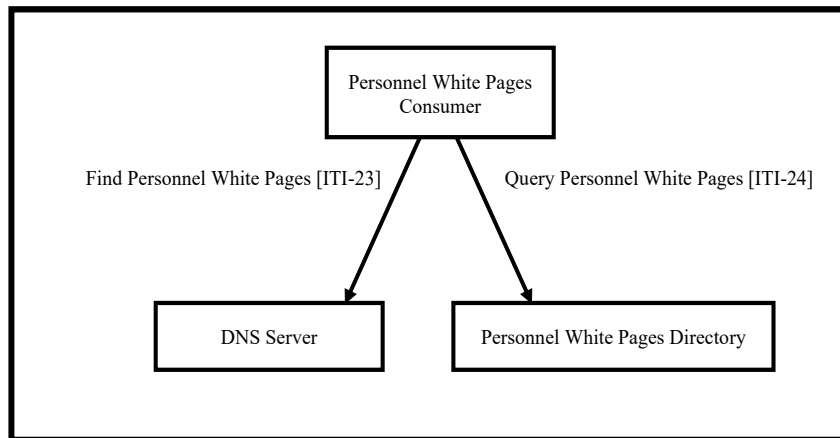 Personnel White Pages
Consumer
Find Personnel White Pages [ITI-23]
Query Personnel White Pages [ITI-24]
DNS Server
Personnel White Pages Directory